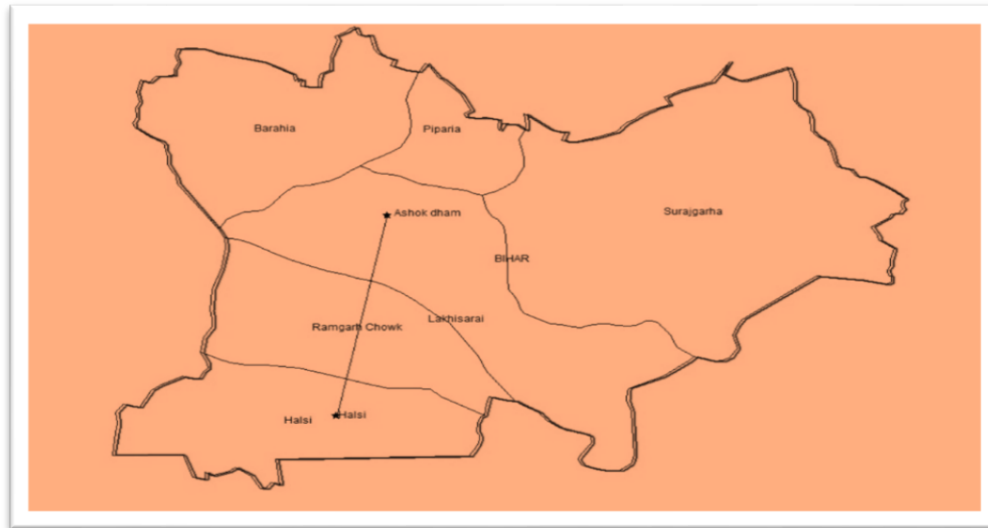 Barahia
Piparia
Ashok dham
Surajgarha
BIHAR
Lakhisarai
Ramgarh Chowk
Halsi
Halsi